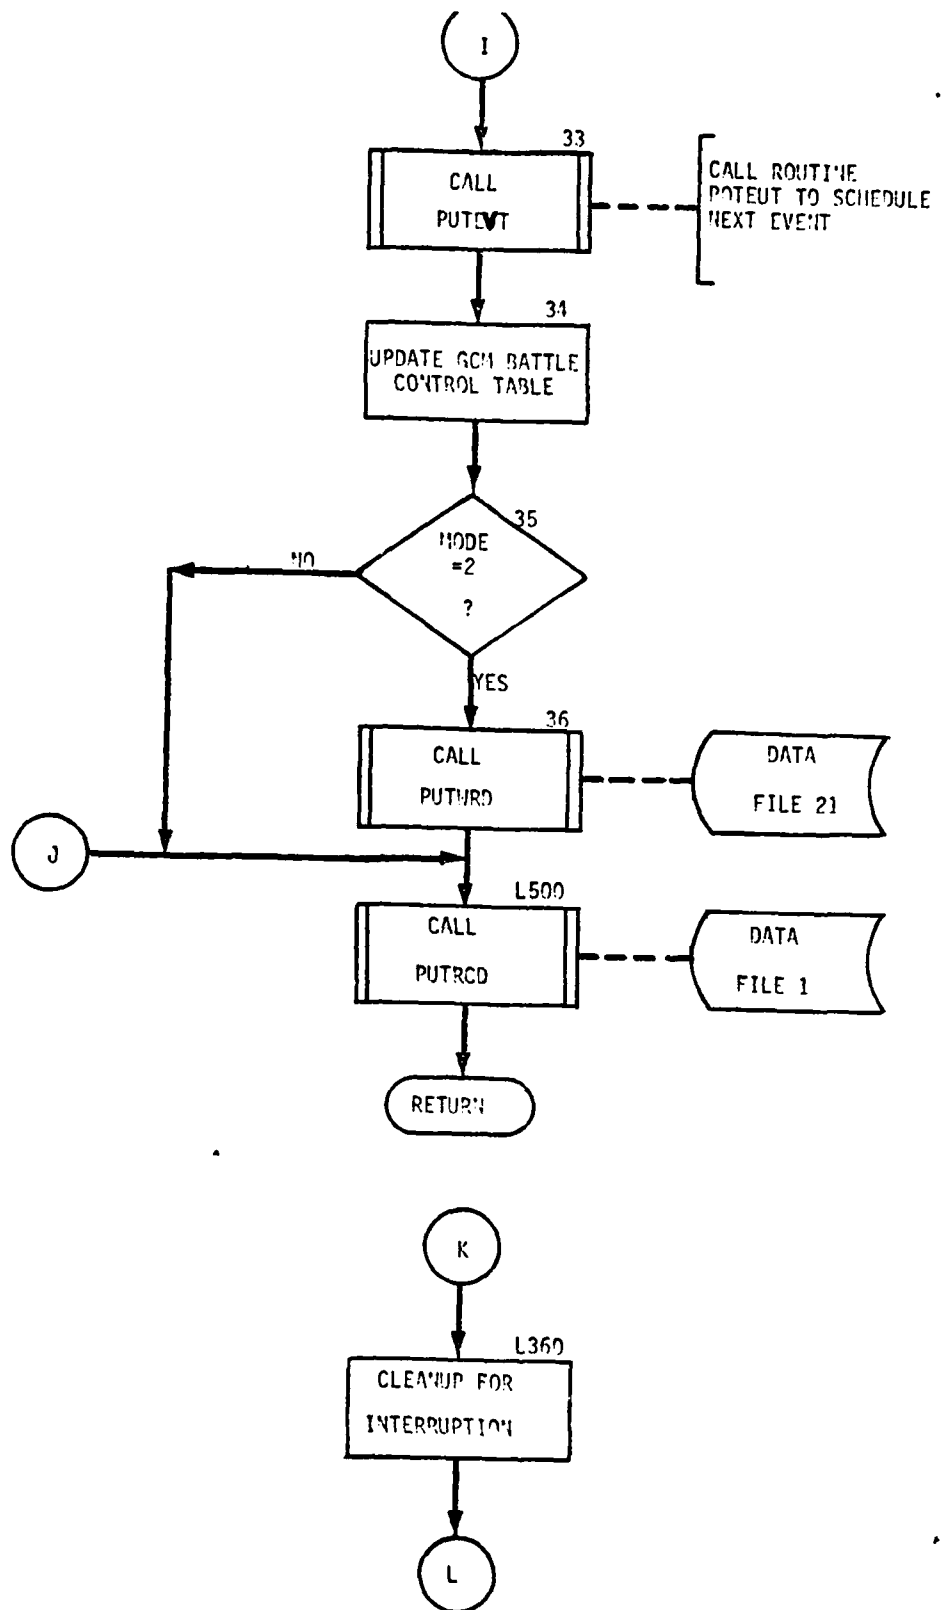 I
33
CALL
PUTEVT
CALL ROUTINE
POTEUT TO SCHEDULE
NEXT EVENT
34
UPDATE GCM BATTLE
CONTROL TABLE
35
MODE
=2
?
NO
YES
36
CALL
PUTWRD
DATA
FILE 21
J
L500
CALL
PUTRCD
DATA
FILE 1
RETURN
K
L360
CLEANUP FOR
INTERRUPTION
L